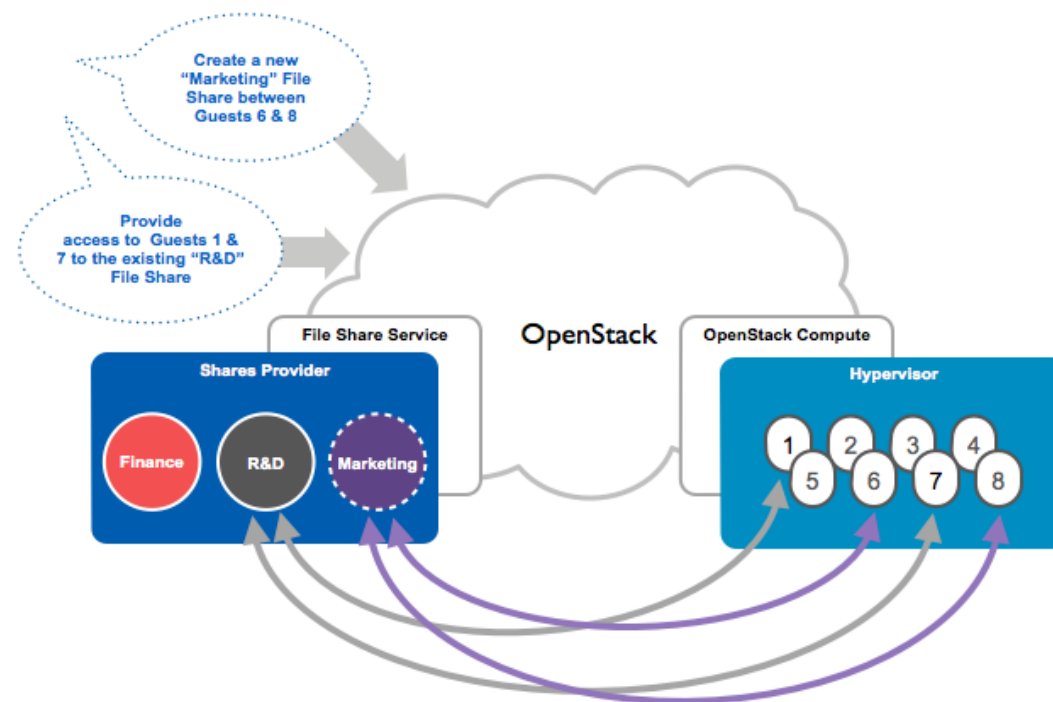 Create a new
“Marketing" File
Share between
Guests 6 & 8
Provide
access to Guests 1 &
7 to the existing “R&D”
File Share
File Share Service
OpenStack
OpenStack Compute
Shares Provider
Hypervisor
Finance
R&D
Marketing
1 2 3 4
5 6 7 8